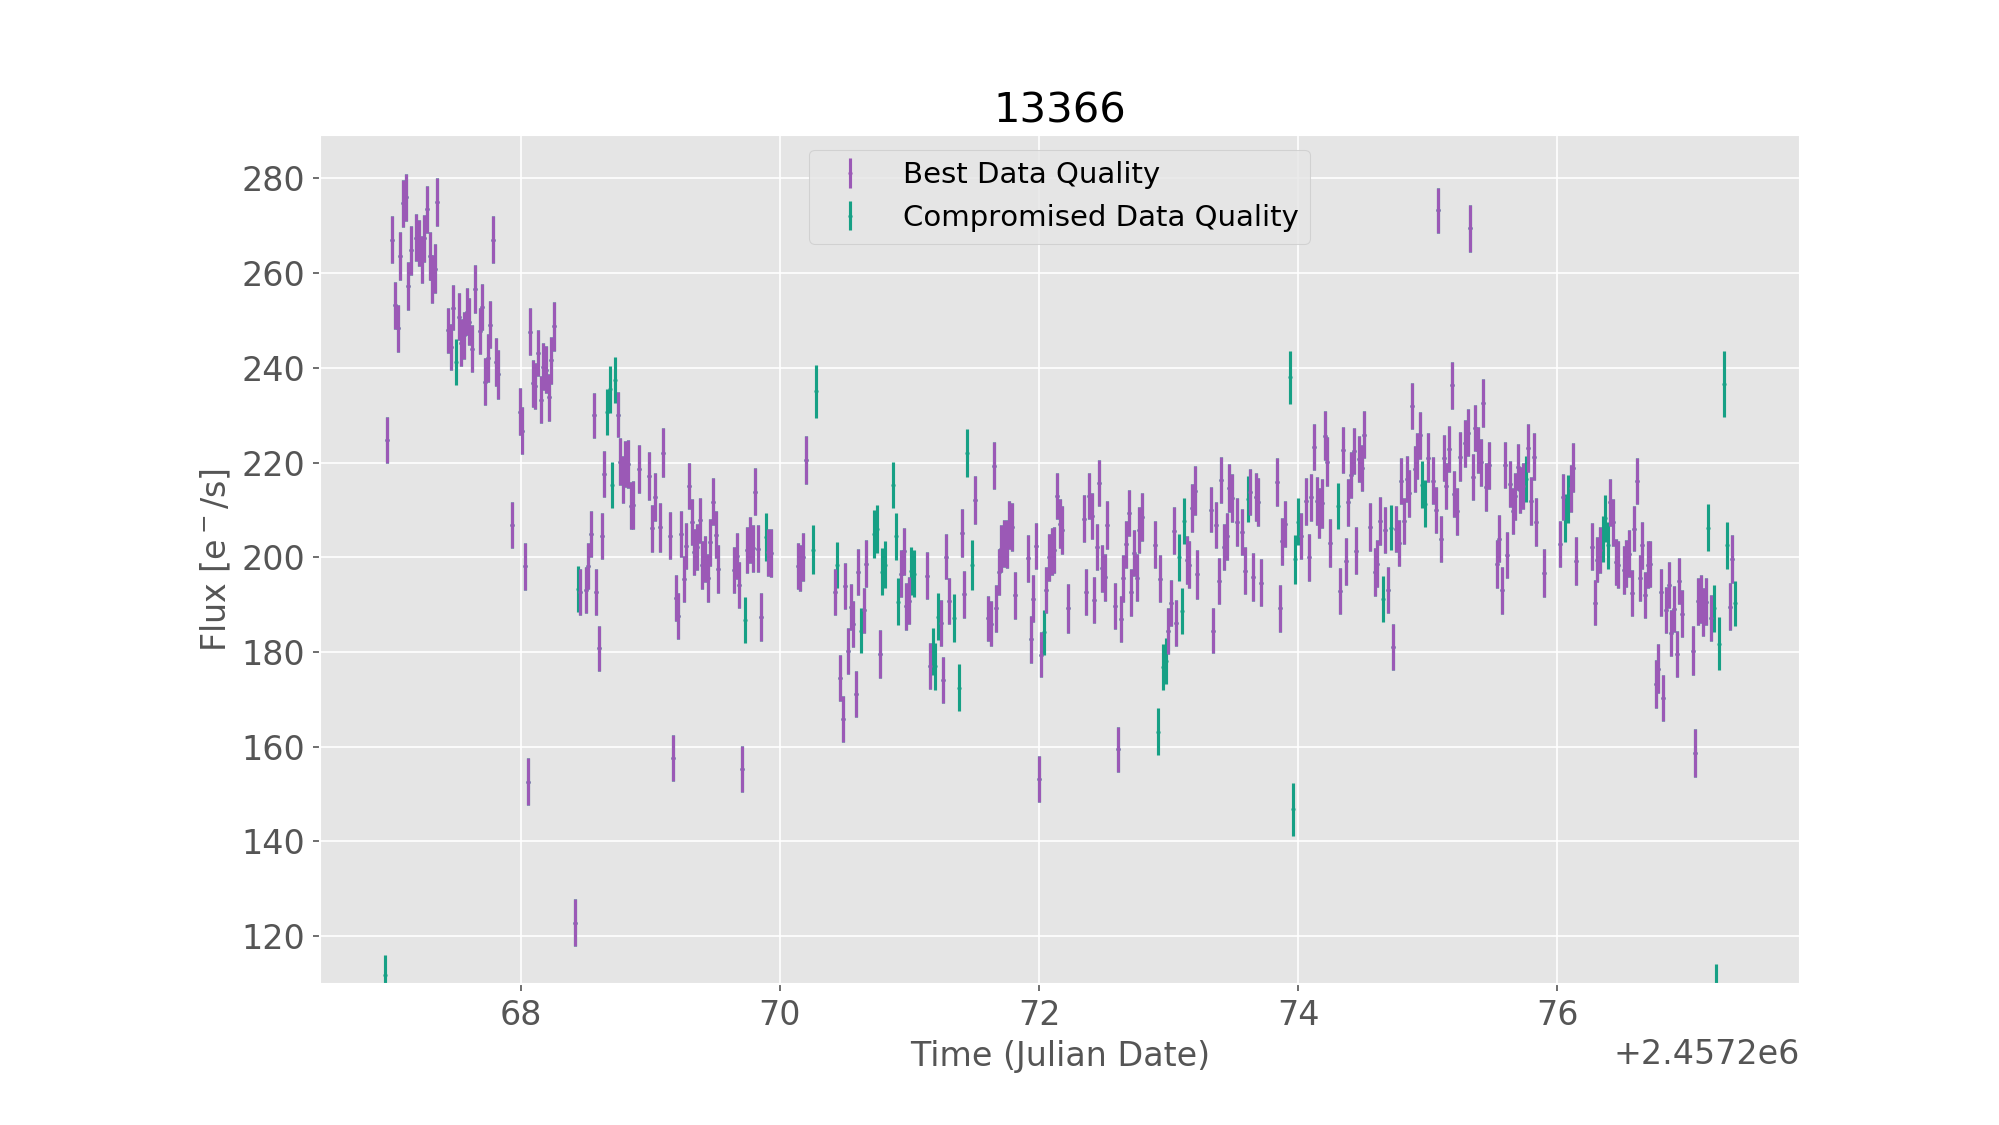 13366
Best Data Quality
Compromised Data Quality
280
260
240
220
200
180
160
140
120
Flux [e⁻/s]
68 70 72 74 76
Time (Julian Date)
+2.4572e6